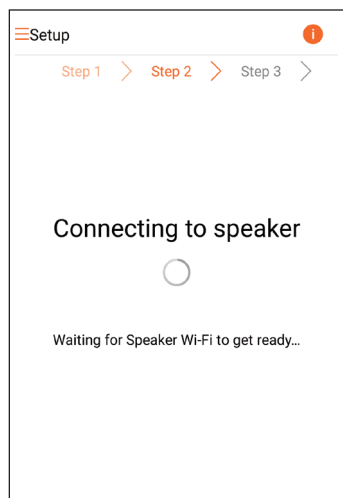 Setup
i
Step 1 Step 2 Step 3
Connecting to speaker
Waiting for Speaker Wi-Fi to get ready...